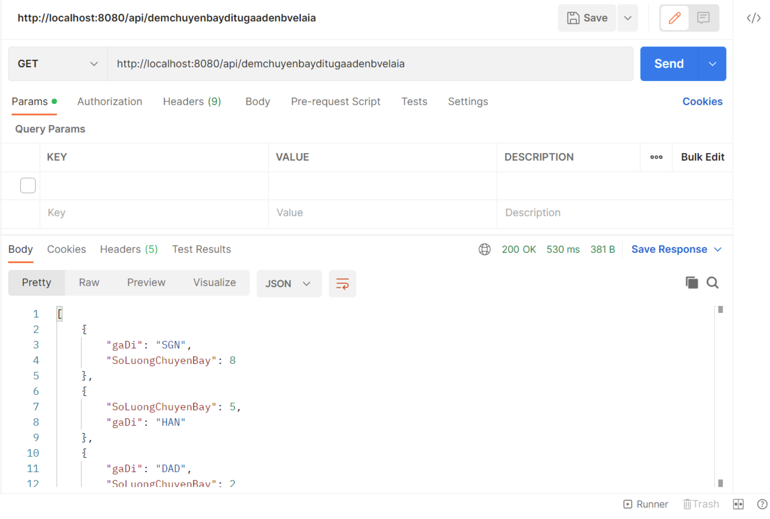 http://localhost:8080/api/demchuyenbayditugaadenbvelaia
Save
</>
GET
http://localhost:8080/api/demchuyenbayditugaadenbvelaia
Send
Params Authorization Headers (9) Body Pre-request Script Tests Settings Cookies
Query Params
KEY VALUE DESCRIPTION ooo Bulk Edit
Key Value Description
Body Cookies Headers (5) Test Results 200 OK 530 ms 381 B Save Response
Pretty Raw Preview Visualize JSON
1 [
2 {
3 "gaDi": "SGN",
4 "SoLuongChuyenBay": 8
5 },
6 {
7 "SoLuongChuyenBay": 5,
8 "gaDi": "HAN"
9 },
10 {
11 "gaDi": "DAD",
12 "SoLuongChuyenBay": 2
Runner Trash ?